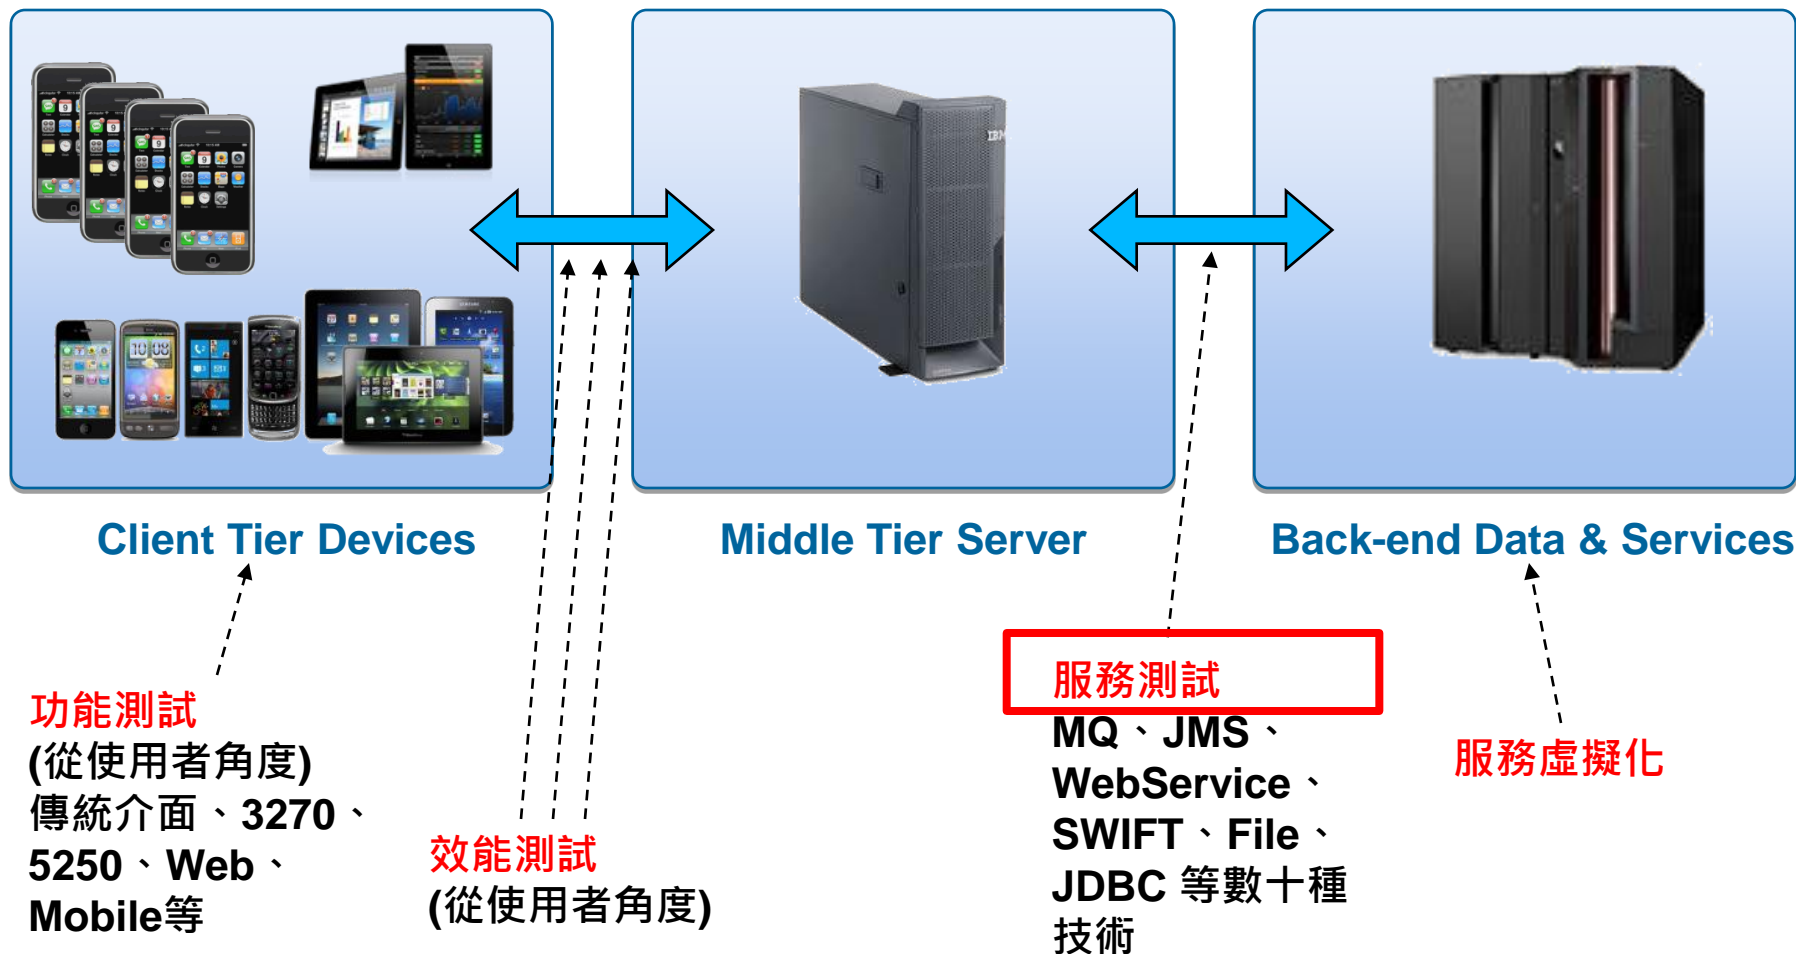 IBM
10:08
Client Tier Devices
Middle Tier Server
Back-end Data & Services
功能測試
(從使用者角度)
傳統介面、3270、
5250、Web、
Mobile等
效能測試
(從使用者角度)
服務測試
MQ、JMS、
WebService、
SWIFT、File、
JDBC 等數十種
技術
服務虛擬化